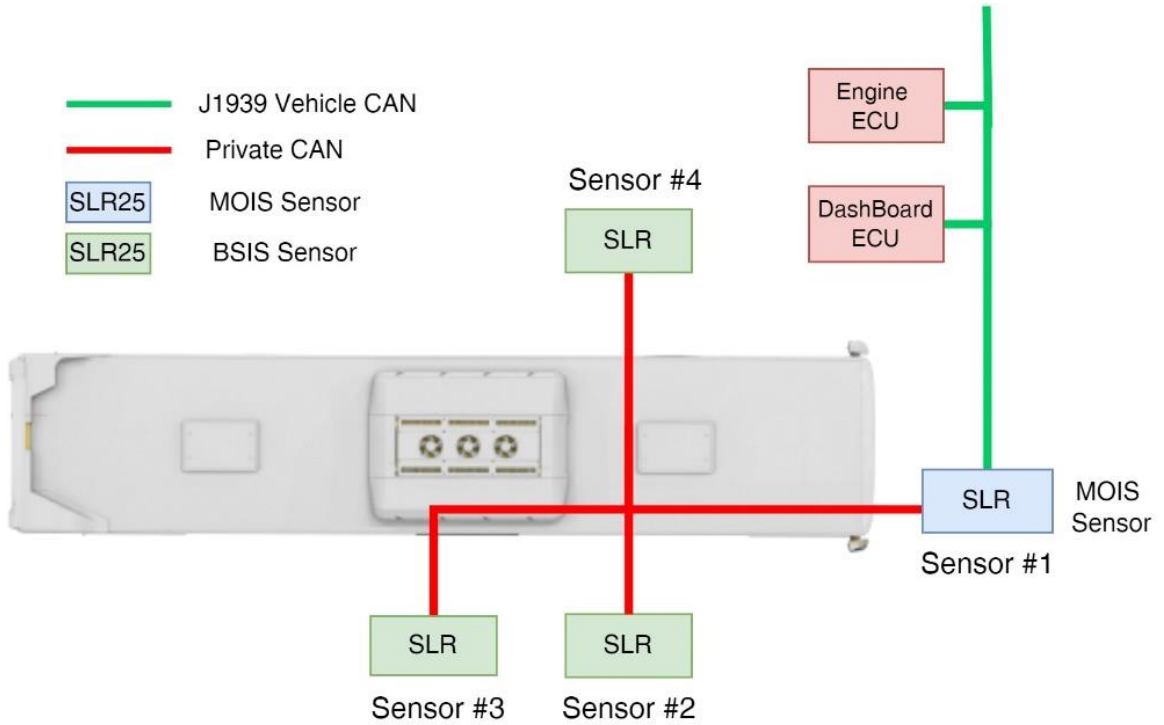 J1939 Vehicle CAN
Private CAN
SLR25
MOIS Sensor
SLR25
BSIS Sensor
Engine
ECU
DashBoard
ECU
Sensor #4
SLR
SLR
MOIS
Sensor
Sensor #1
SLR
Sensor #3
SLR
Sensor #2